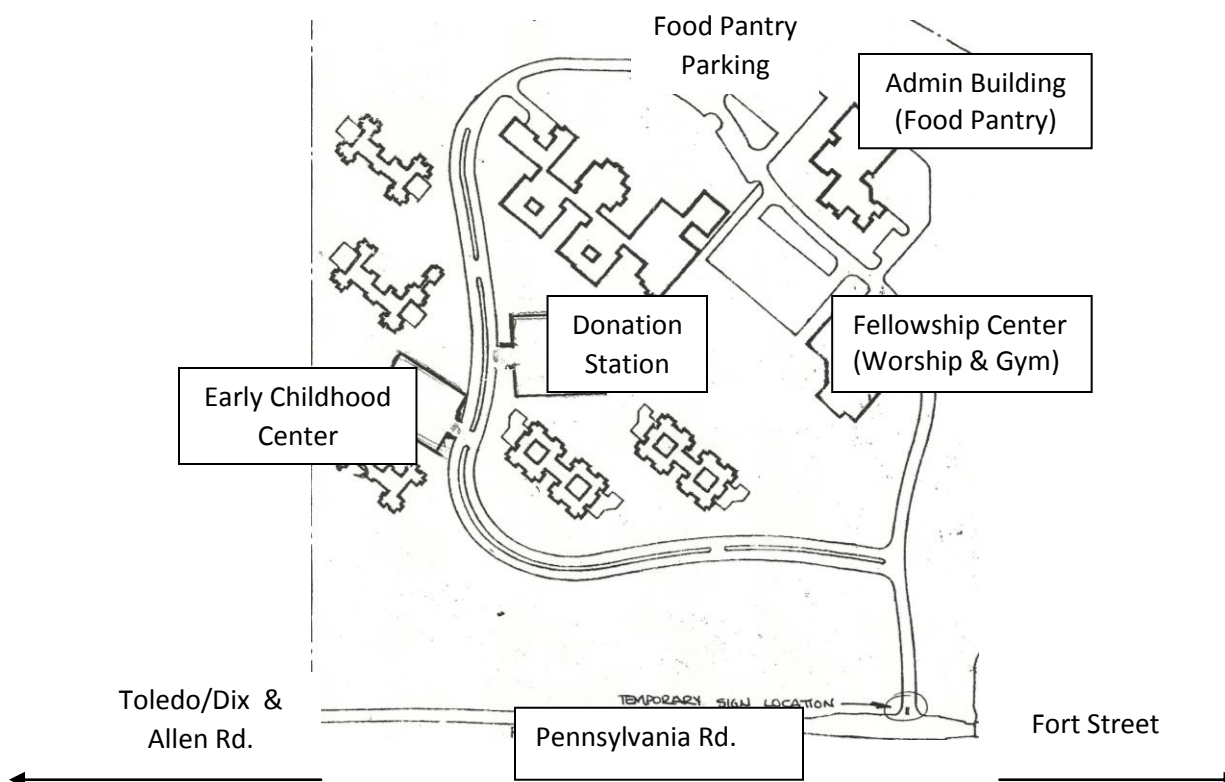 Food Pantry
Parking
Admin Building
(Food Pantry)
Donation
Station
Fellowship Center
(Worship & Gym)
Early Childhood
Center
TEMPORARY SIGN LOCATION
Toledo/Dix &
Allen Rd.
Pennsylvania Rd.
Fort Street